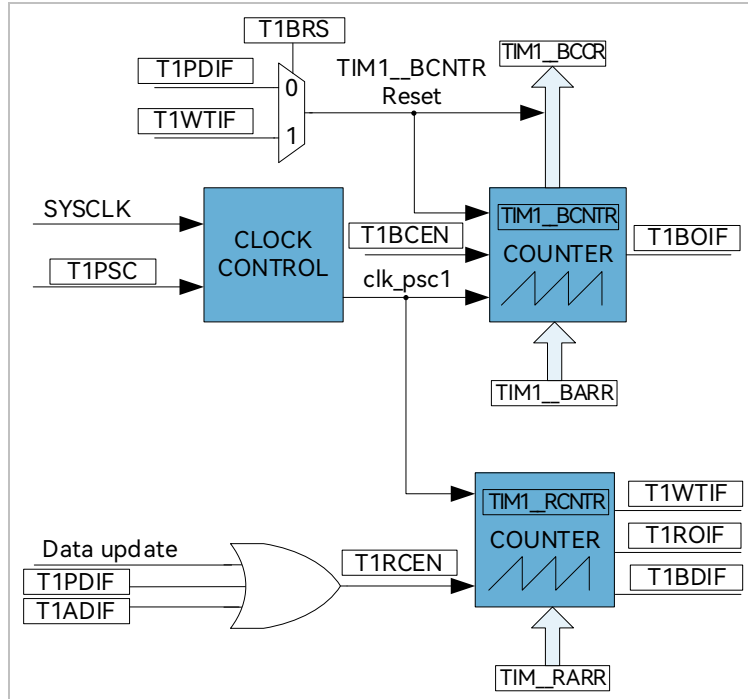 T1BRS
T1PDIF
0
TIM1__BCNTR
Reset
TIM1__BCCR
T1WTIF
1
SYSCLK
CLOCK
CONTROL
T1PSC
T1BCEN
clk_psc1
TIM1__BCNTR
COUNTER
T1BOIF
TIM1__BARR
TIM1__RCNTR
COUNTER
T1WTIF
T1ROIF
T1BDIF
Data update
T1PDIF
T1ADIF
T1RCEN
TIM__RARR